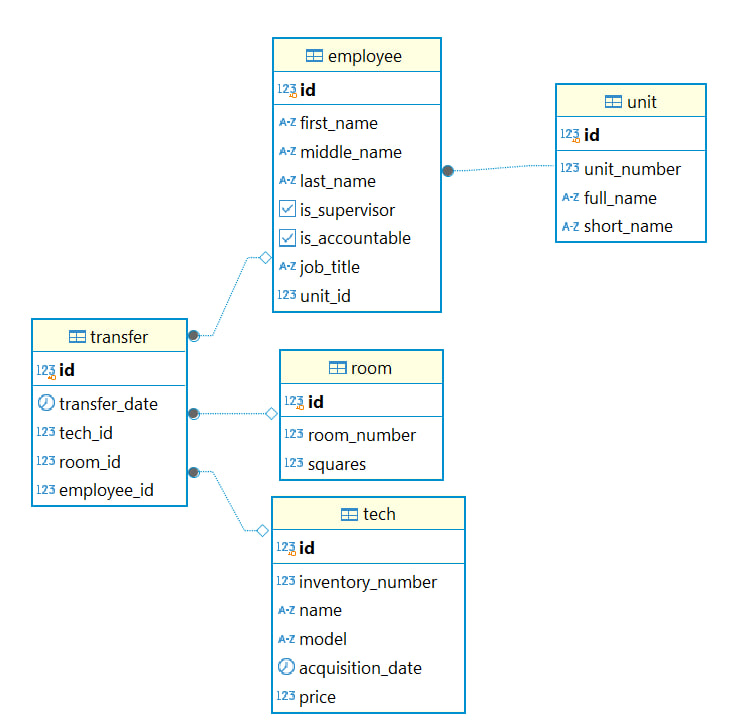 employee
123 id
A-Z first_name
A-Z middle_name
A-Z last_name
is_supervisor
is_accountable
A-Z job_title
123 unit_id
unit
123 id
123 unit_number
A-Z full_name
A-Z short_name
transfer
123 id
transfer_date
123 tech_id
123 room_id
123 employee_id
room
123 id
123 room_number
123 squares
tech
123 id
123 inventory_number
A-Z name
A-Z model
acquisition_date
123 price